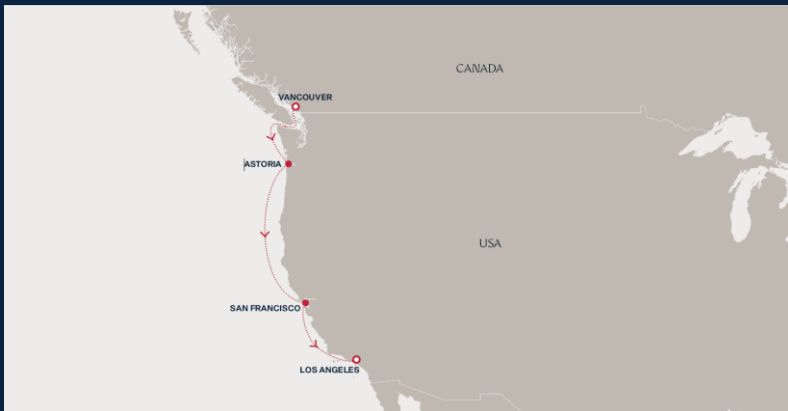 CANADA
VANCOUVER
ASTORIA
USA
SAN FRANCISCO
LOS ANGELES